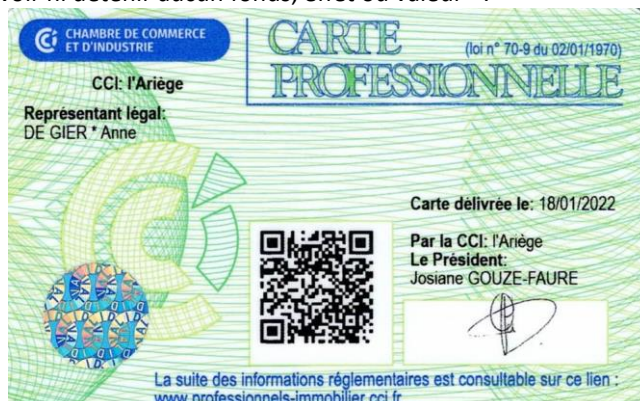 CHAMBRE DE COMMERCE
ET D'INDUSTRIE
CARTE
PROFESSIONNELLE
(loi n° 70-9 du 02/01/1970)
CCI: l'Ariège
Représentant légal:
DE GIER * Anne
Carte délivrée le: 18/01/2022
Par la CCI: l'Ariège
Le Président:
Josiane GOUZE-FAURE
La suite des informations réglementaires est consultable sur ce lien :
www.professionnels-immobilier.cci.fr